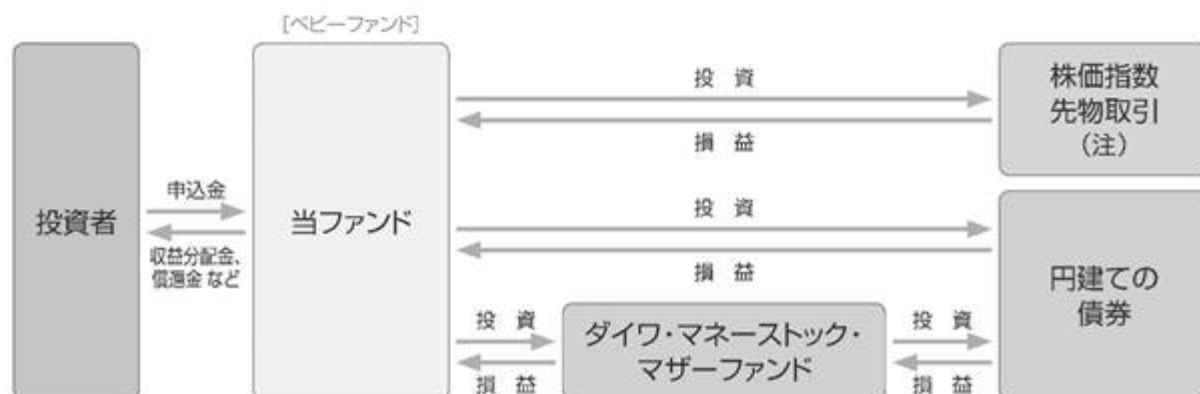 [ベビーファンド]
投資者
申込金
収益分配金、
償還金 など
当ファンド
投 資
損 益
株価指数
先物取引
(注)
投 資
損 益
円建ての
債券
投 資
損 益
ダイワ・マネーストック・
マザーファンド
投 資
損 益